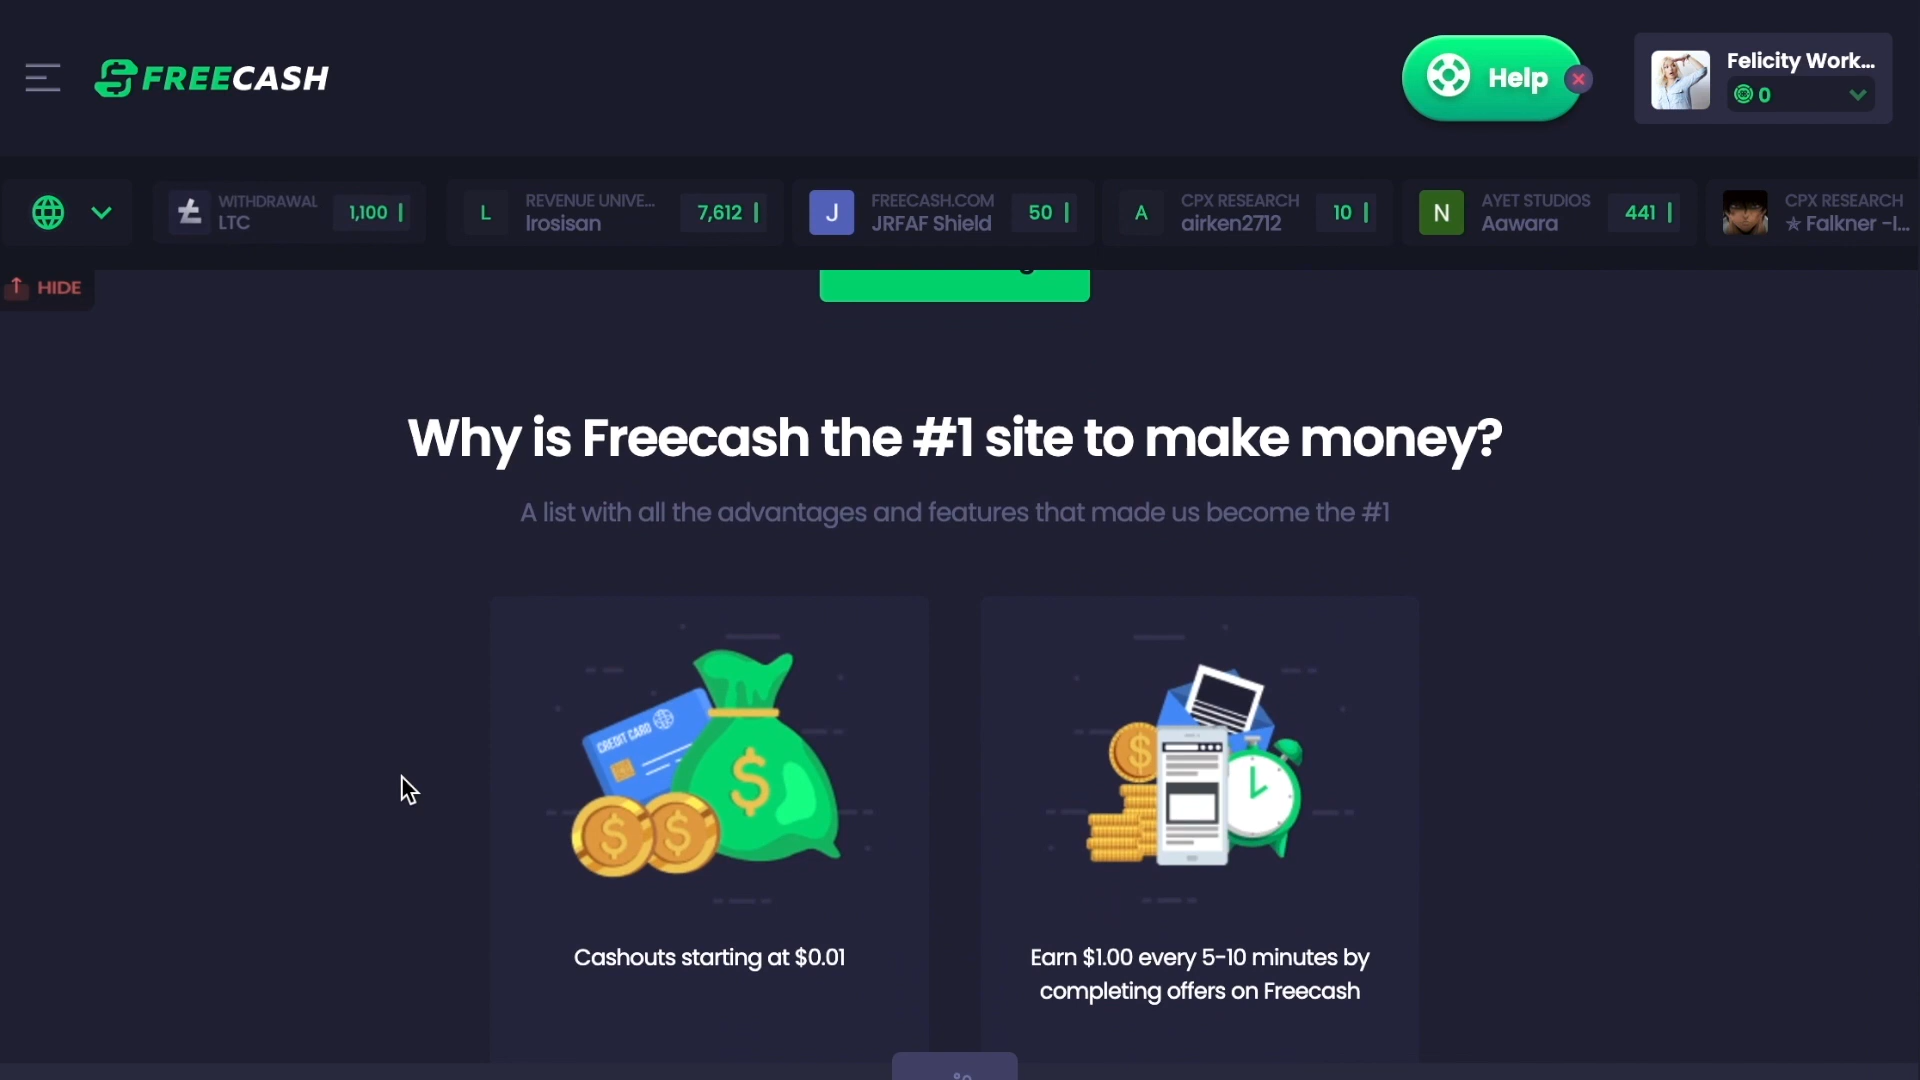 FREECASH
Help
Felicity Work...
0
WITHDRAWAL
LTC
1,100
L
REVENUE UNIVE...
lrosisan
7,612
J
FREECASH.COM
JRFAF Shield
50
A
CPX RESEARCH
airken2712
10
N
AYET STUDIOS
Aawara
441
CPX RESEARCH
✯ Falkner -I...
HIDE
Why is Freecash the #1 site to make money?
A list with all the advantages and features that made us become the #1
CREDIT CARD
Cashouts starting at $0.01
Earn $1.00 every 5-10 minutes by
completing offers on Freecash